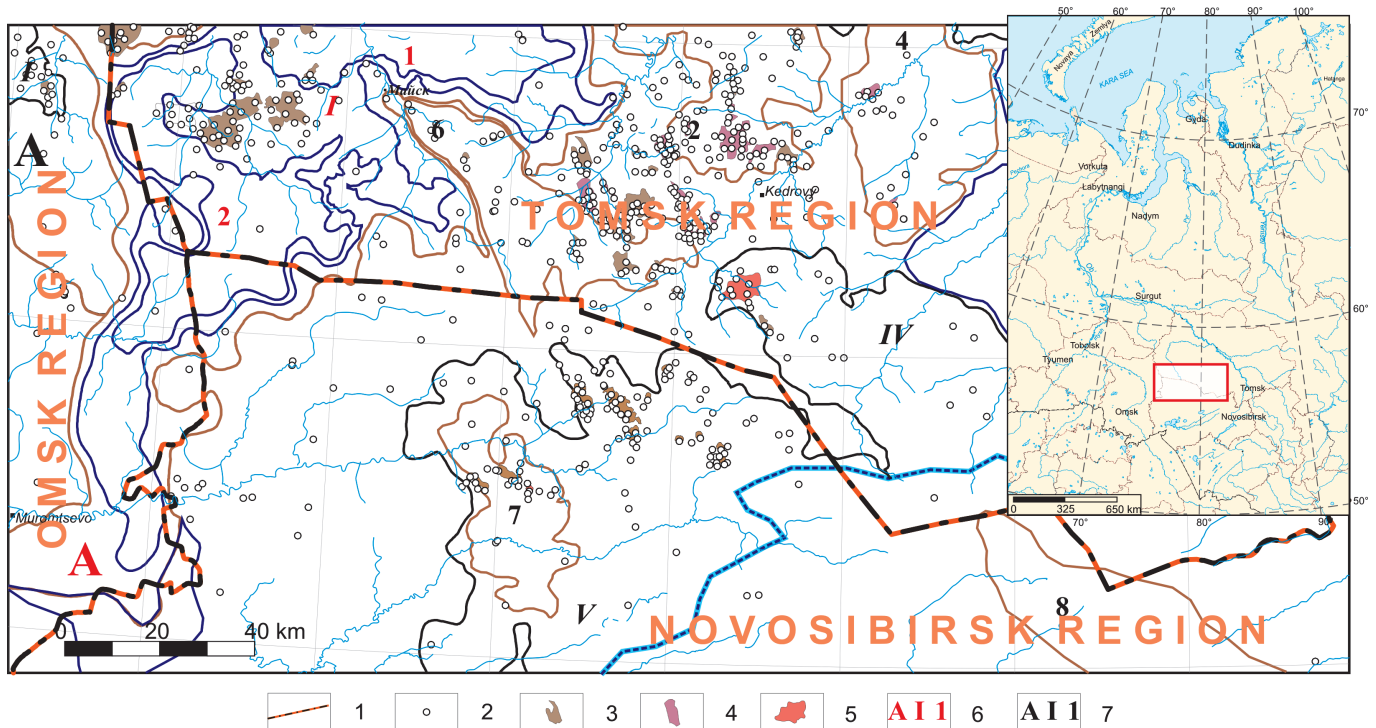 1
4
I
I
Майск
6
2
A
Kedrovy
TOMSK REGION
2
OMSK REGION
IV
7
Muromtsevo
A
V
8
0 20 40 km
NOVOSIBIRSK REGION
50° 60° 70° 80° 90° 100°
Novaya Zemlya
KARA SEA
Hatanga
70°
Gyda
Dudinka
Vorkuta
Labytnangi
Nadym
Surgut
60°
Tobolsk
Tyumen
Tomsk
Omsk
Novosibirsk
50°
0 325 650 km
70° 80° 90°
1 2 3 4 5 A I 1 6 A I 1 7